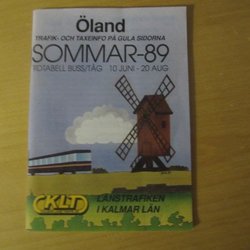 Öland
TRAFIK- OCH TAXEINFO PÅ GULA SIDORNA
SOMMAR-89
TIDTABELL BUSS/TÅG 10 JUNI - 20 AUG
KLT
LÄNSTRAFIKEN
I KALMAR LÄN